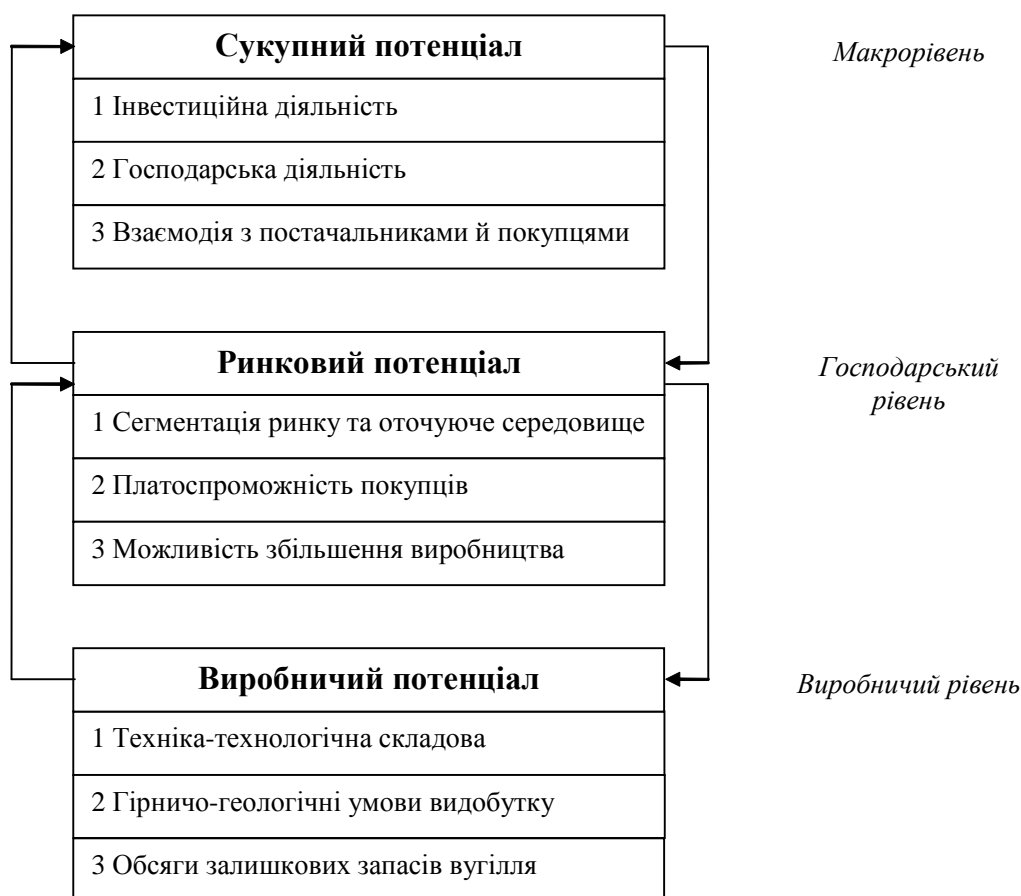 Сукупний потенціал
Макрорівень
1 Інвестиційна діяльність
2 Господарська діяльність
3 Взаємодія з постачальниками й покупцями
Ринковий потенціал
Господарський
рівень
1 Сегментація ринку та оточуюче середовище
2 Платоспроможність покупців
3 Можливість збільшення виробництва
Виробничий потенціал
Виробничий рівень
1 Техніка-технологічна складова
2 Гірничо-геологічні умови видобутку
3 Обсяги залишкових запасів вугілля